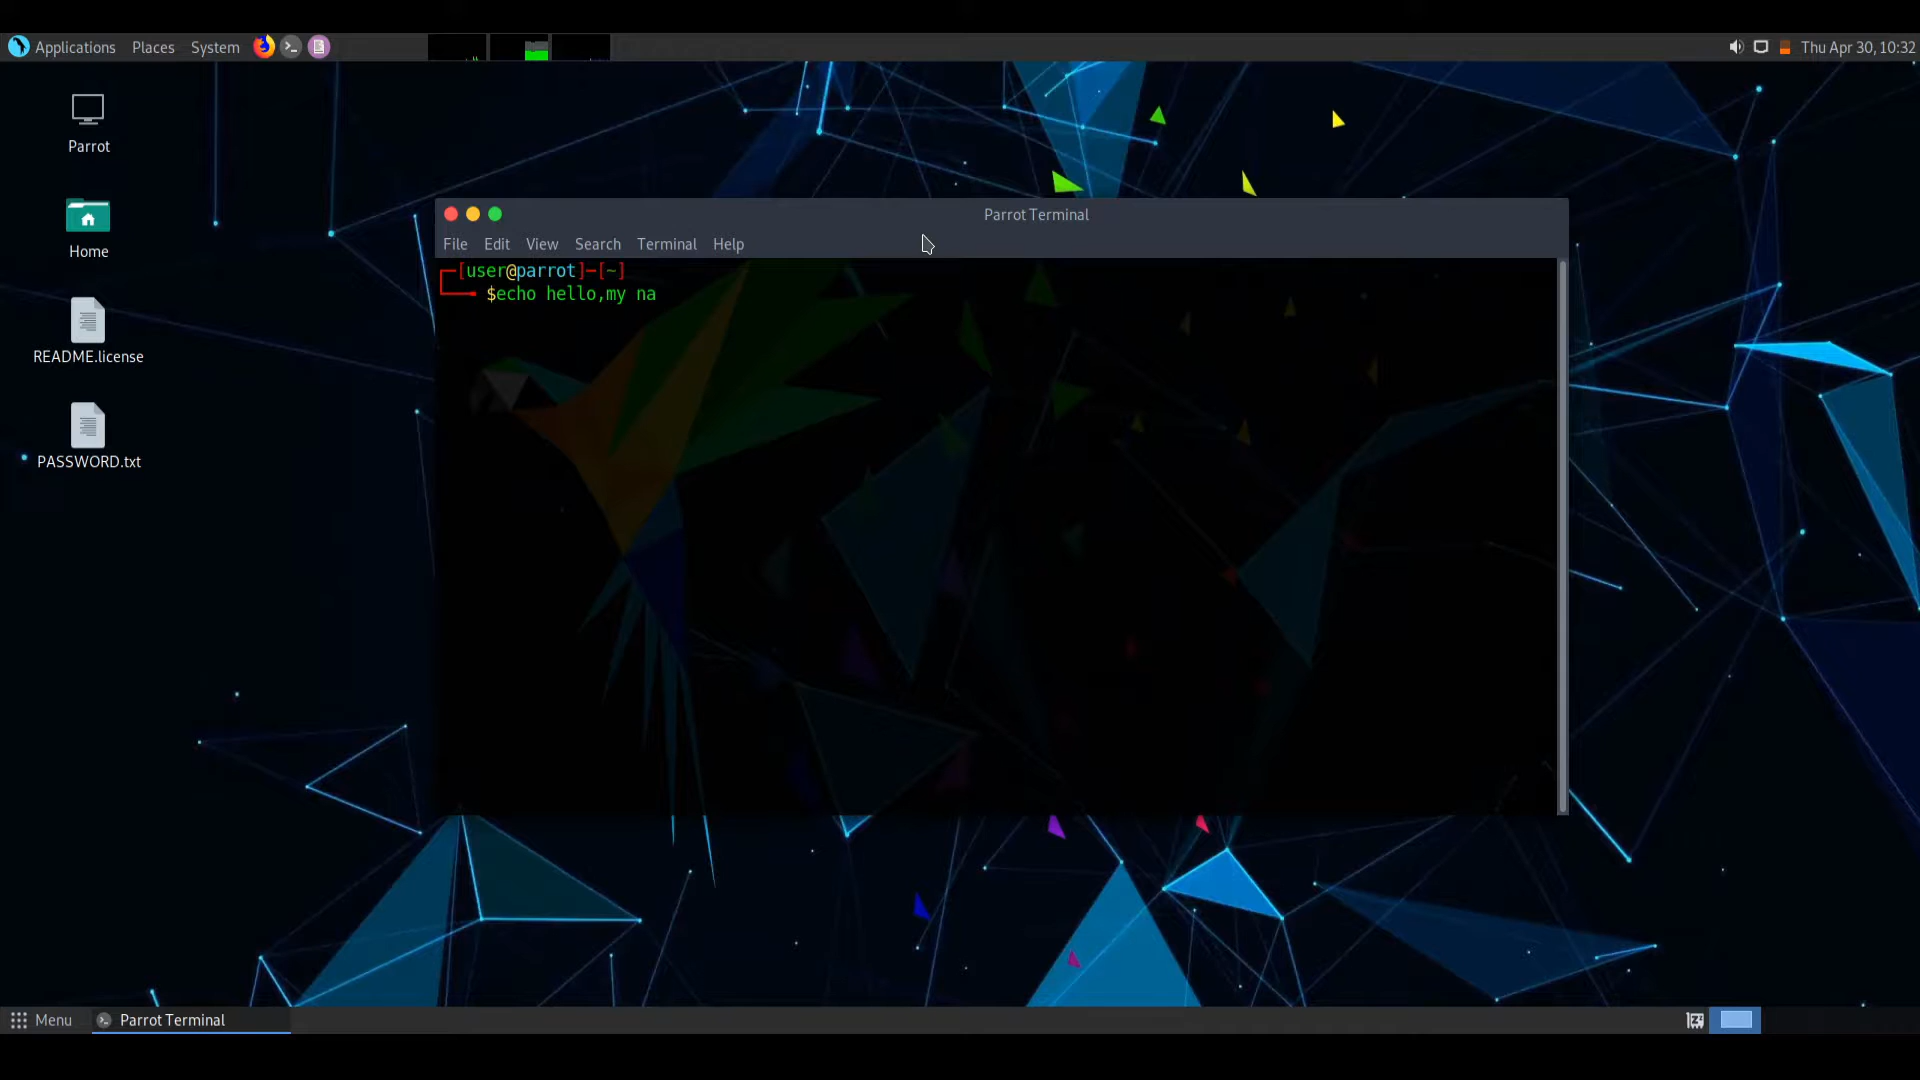 Applications Places System Thu Apr 30, 10:32
Parrot
Home
README.license
PASSWORD.txt
Parrot Terminal
File Edit View Search Terminal Help
┌─[user@parrot]─[~]
└──╼ $echo hello,my na
Menu Parrot Terminal